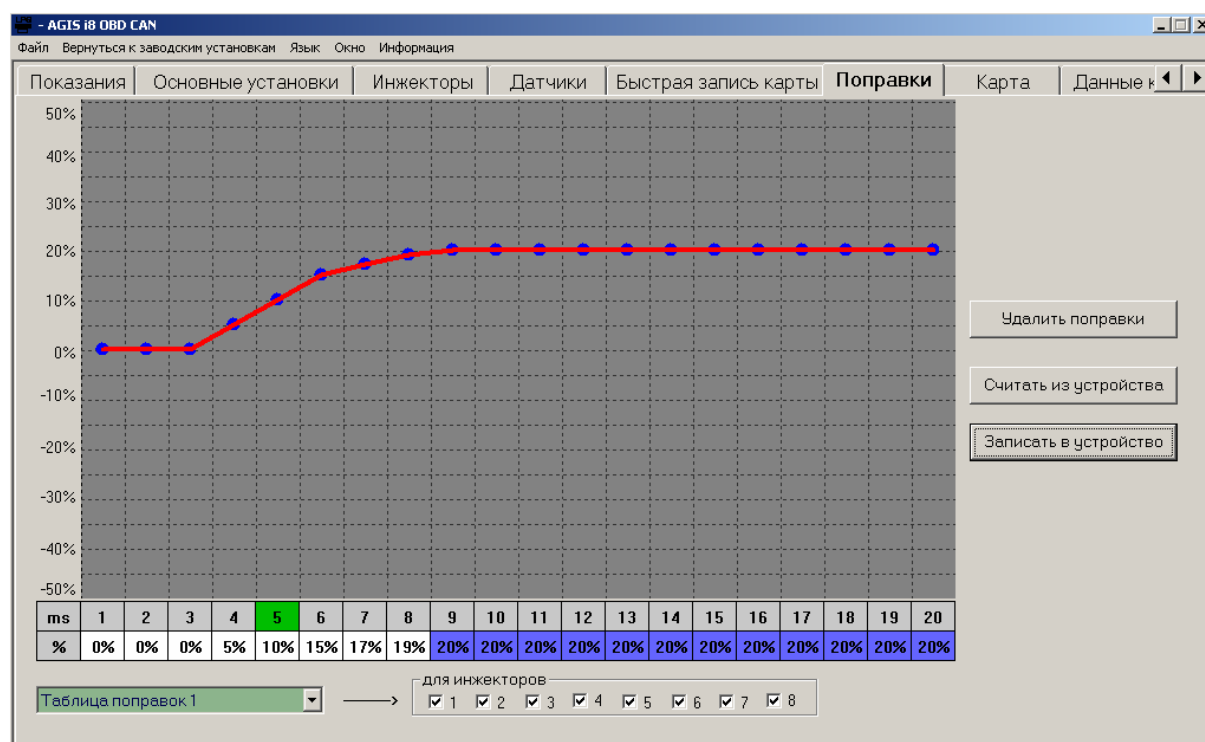 LPG - AGIS i8 OBD CAN
Файл Вернуться к заводским установкам Язык Окно Информация
Показания Основные установки Инжекторы Датчики Быстрая запись карты Поправки Карта Данные к
50%
40%
30%
20%
10%
0%
-10%
-20%
-30%
-40%
-50%
Удалить поправки
Считать из устройства
Записать в устройство
ms 1 2 3 4 5 6 7 8 9 10 11 12 13 14 15 16 17 18 19 20
% 0% 0% 0% 5% 10% 15% 17% 19% 20% 20% 20% 20% 20% 20% 20% 20% 20% 20% 20% 20%
для инжекторов
Таблица поправок 1 1 2 3 4 5 6 7 8